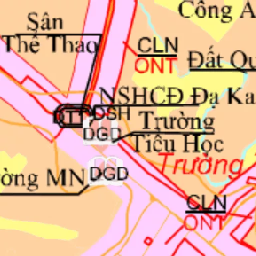 Công A
Sân
Thể Thao
CLN
ONT
Đất Qu
NSHCĐ Đa Ka
DTT
DSH
DGD
Trường
Tiểu Học
Trường
ờng MN
DGD
CLN
ONT